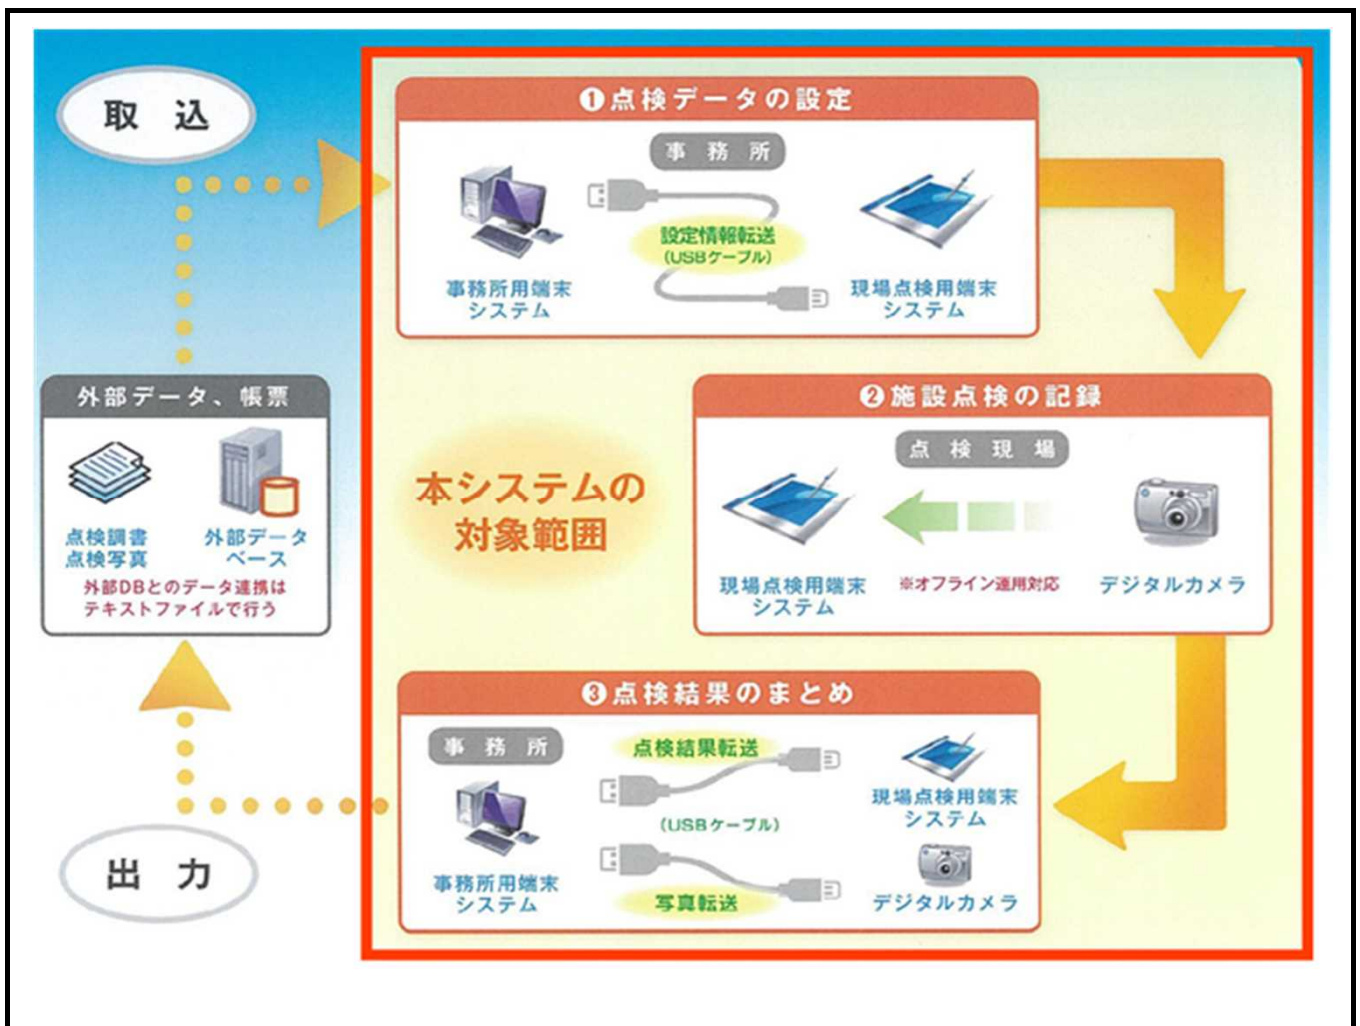 取込
❶点検データの設定
事務所
設定情報転送
(USBケーブル)
事務所用端末
システム
現場点検用端末
システム
外部データ、帳票
点検調書
点検写真
外部データ
ベース
外部DBとのデータ連携は
テキストファイルで行う
本システムの
対象範囲
❷施設点検の記録
点検現場
現場点検用端末
システム
※オフライン運用対応
デジタルカメラ
❸点検結果のまとめ
事務所
点検結果転送
(USBケーブル)
写真転送
事務所用端末
システム
現場点検用端末
システム
デジタルカメラ
出力